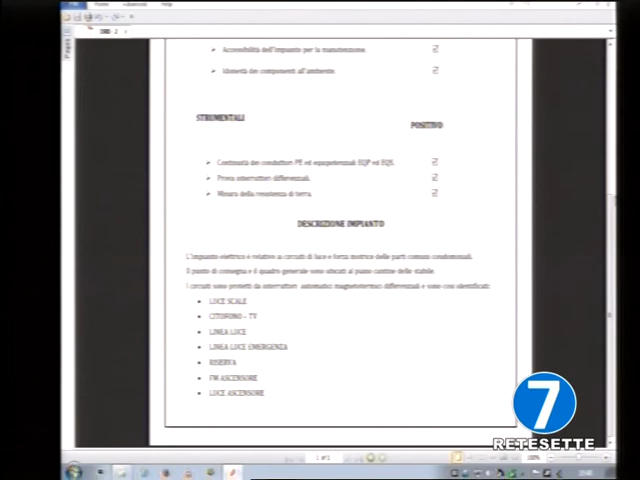 Accessibilità dell'impianto per la manutenzione.
Idoneità dei componenti all'ambiente.
STRUMENTALI
POSITIVO
Continuità dei conduttori PE ed equipotenziali EQP ed EQS.
Prova interruttori differenziali.
Misura della resistenza di terra.
DESCRIZIONE IMPIANTO
L'impianto elettrico è relativo ai circuiti di luce e forza motrice delle parti comuni condominiali.
Il punto di consegna e il quadro generale sono ubicati al piano cantine dello stabile.
I circuiti sono protetti da interruttori automatici magnetotermici differenziali e sono così identificati:
• LUCE SCALE
• CITOFONO – TV
• LINEA LUCE
• LINEA LUCE EMERGENZA
• RISERVA
• FM ASCENSORE
• LUCE ASCENSORE
7
RETESETTE